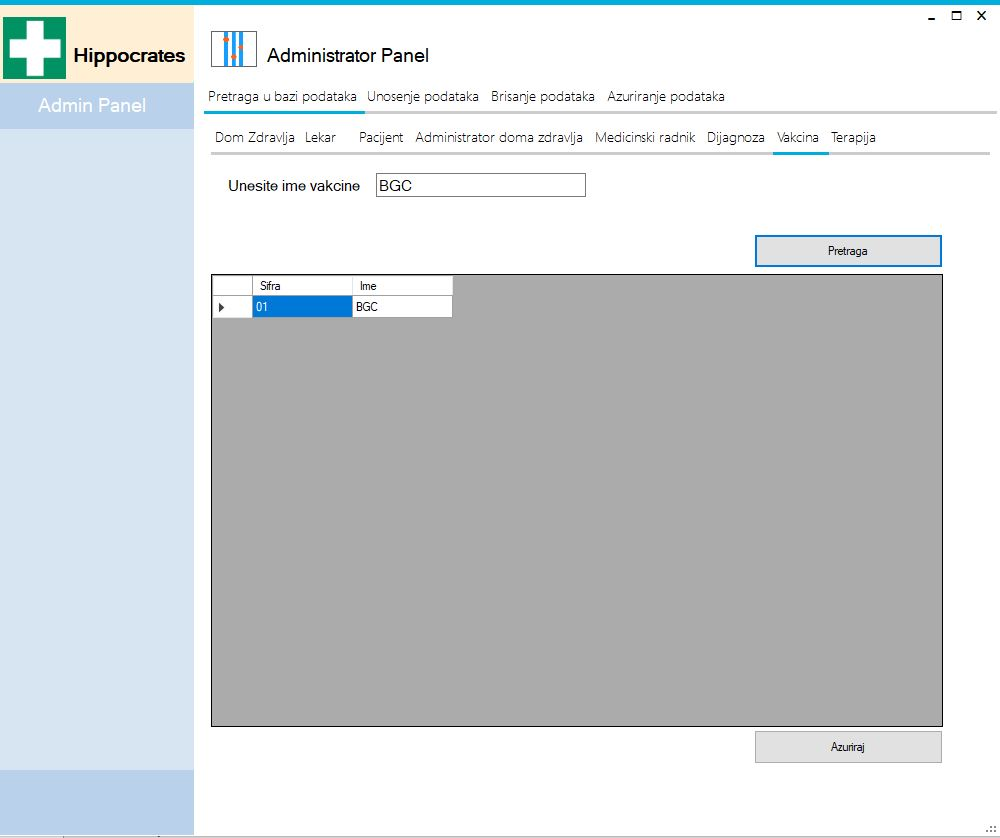 Hippocrates
Administrator Panel
Admin Panel
Pretraga u bazi podataka Unosenje podataka Brisanje podataka Azuriranje podataka
Dom Zdravlja Lekar Pacijent Administrator doma zdravlja Medicinski radnik Dijagnoza Vakcina Terapija
Unesite ime vakcine BGC
Pretraga
Sifra Ime
01 BGC
Azuriraj